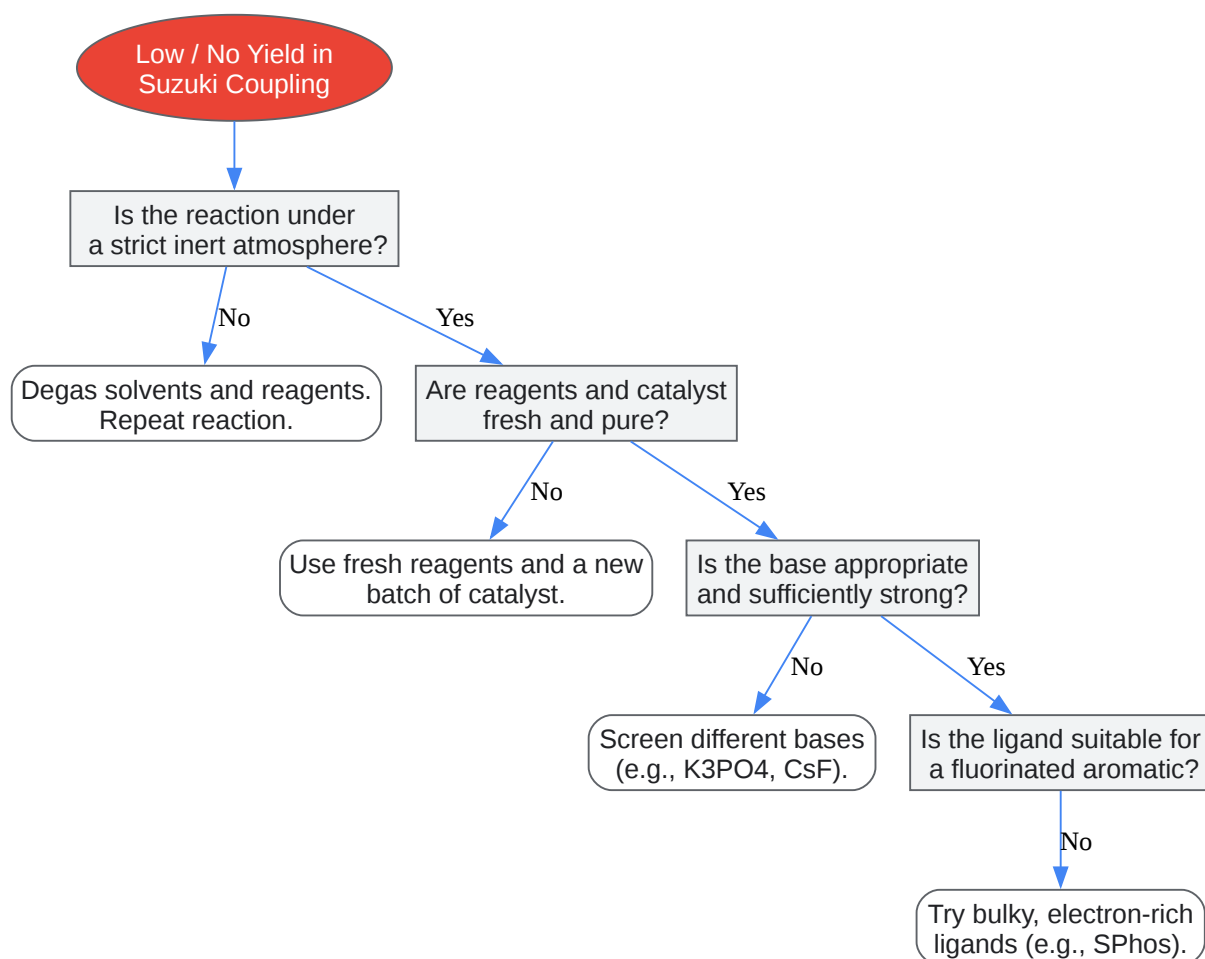 Low / No Yield in
Suzuki Coupling
Is the reaction under
a strict inert atmosphere?
No
Yes
Degas solvents and reagents.
Repeat reaction.
Are reagents and catalyst
fresh and pure?
No
Yes
Use fresh reagents and a new
batch of catalyst.
Is the base appropriate
and sufficiently strong?
No
Yes
Screen different bases
(e.g., K3PO4, CsF).
Is the ligand suitable for
a fluorinated aromatic?
No
Try bulky, electron-rich
ligands (e.g., SPhos).